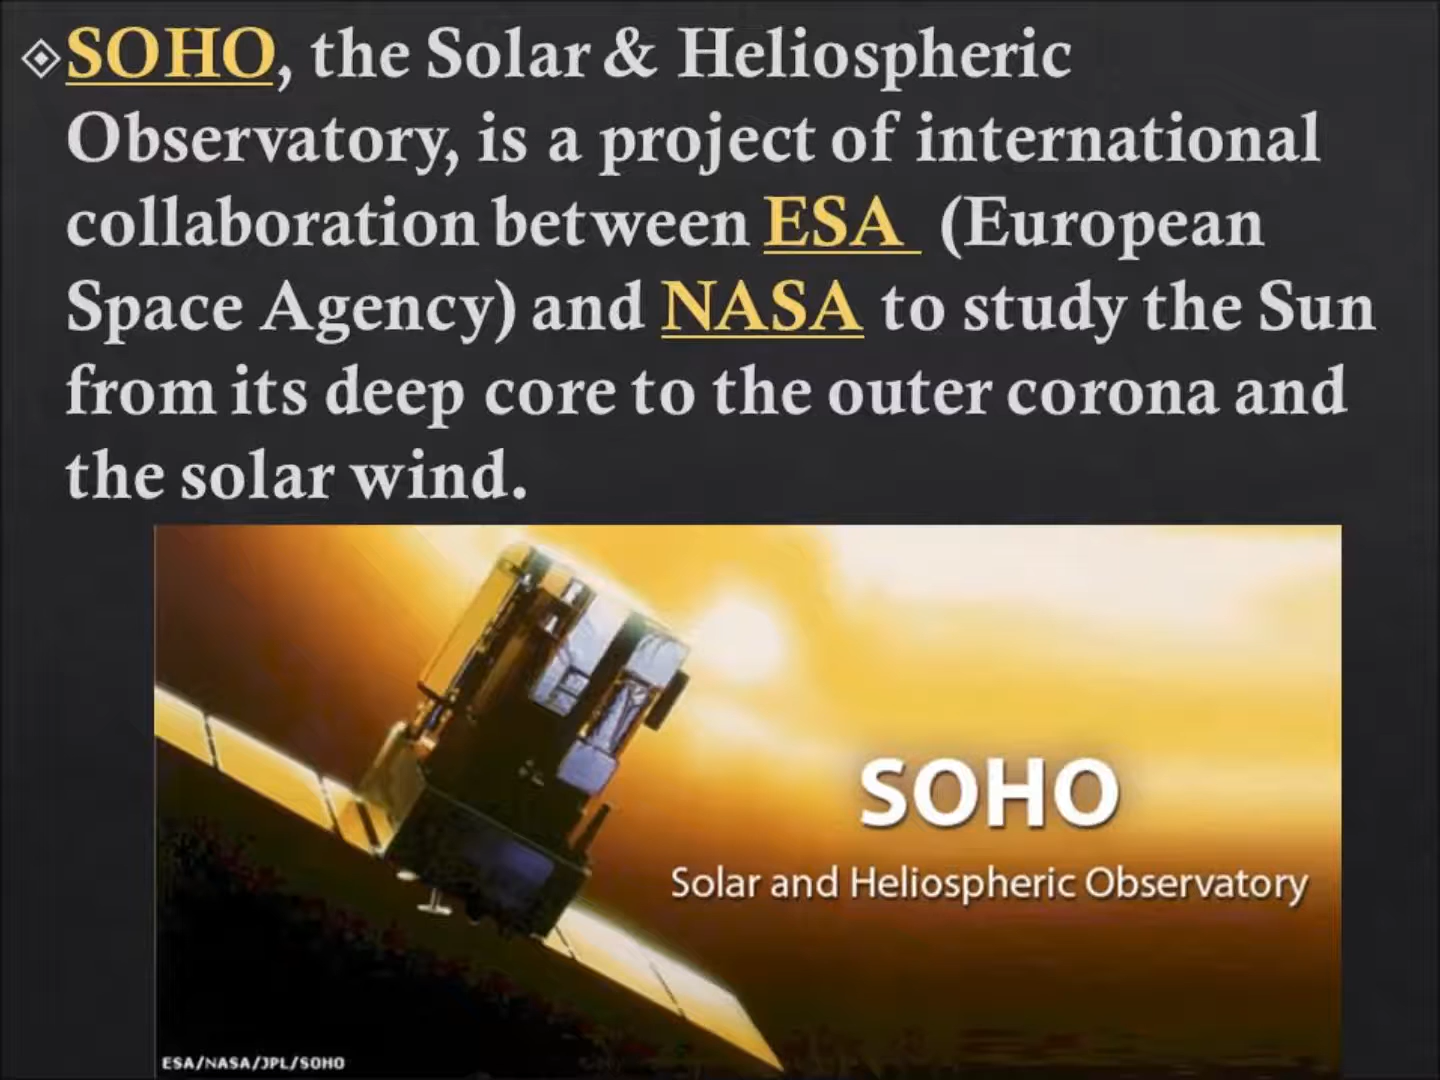 SOHO, the Solar & Heliospheric
Observatory, is a project of international
collaboration between ESA (European
Space Agency) and NASA to study the Sun
from its deep core to the outer corona and
the solar wind.
SOHO
Solar and Heliospheric Observatory
ESA/NASA/JPL/SOHO